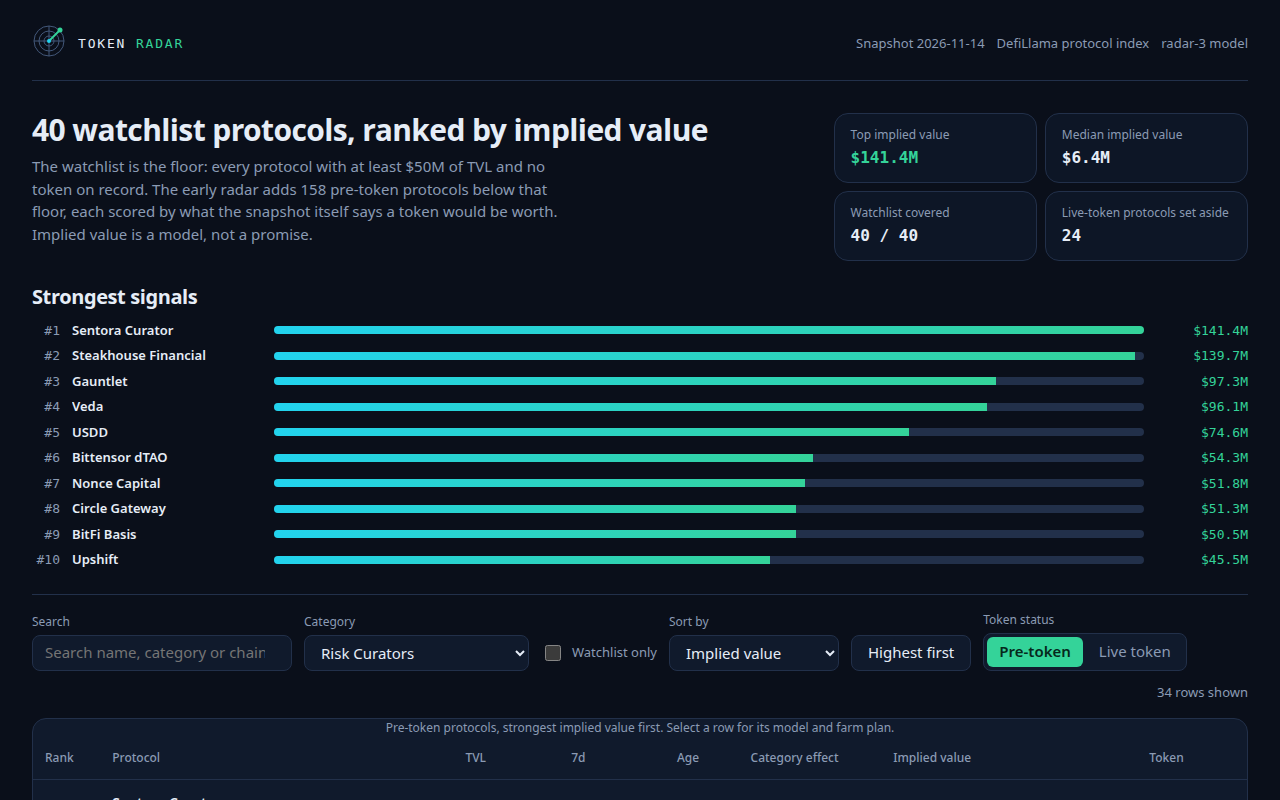 TOKEN RADAR
Snapshot 2026-11-14 DefiLlama protocol index radar-3 model
40 watchlist protocols, ranked by implied value
The watchlist is the floor: every protocol with at least $50M of TVL and no
token on record. The early radar adds 158 pre-token protocols below that
floor, each scored by what the snapshot itself says a token would be worth.
Implied value is a model, not a promise.
Top implied value
$141.4M
Median implied value
$6.4M
Watchlist covered
40 / 40
Live-token protocols set aside
24
Strongest signals
#1 Sentora Curator $141.4M
#2 Steakhouse Financial $139.7M
#3 Gauntlet $97.3M
#4 Veda $96.1M
#5 USDD $74.6M
#6 Bittensor dTAO $54.3M
#7 Nonce Capital $51.8M
#8 Circle Gateway $51.3M
#9 BitFi Basis $50.5M
#10 Upshift $45.5M
Search
Search name, category or chain
Category
Risk Curators
Watchlist only
Sort by
Implied value
Highest first
Token status
Pre-token Live token
34 rows shown
Pre-token protocols, strongest implied value first. Select a row for its model and farm plan.
Rank Protocol TVL 7d Age Category effect Implied value Token